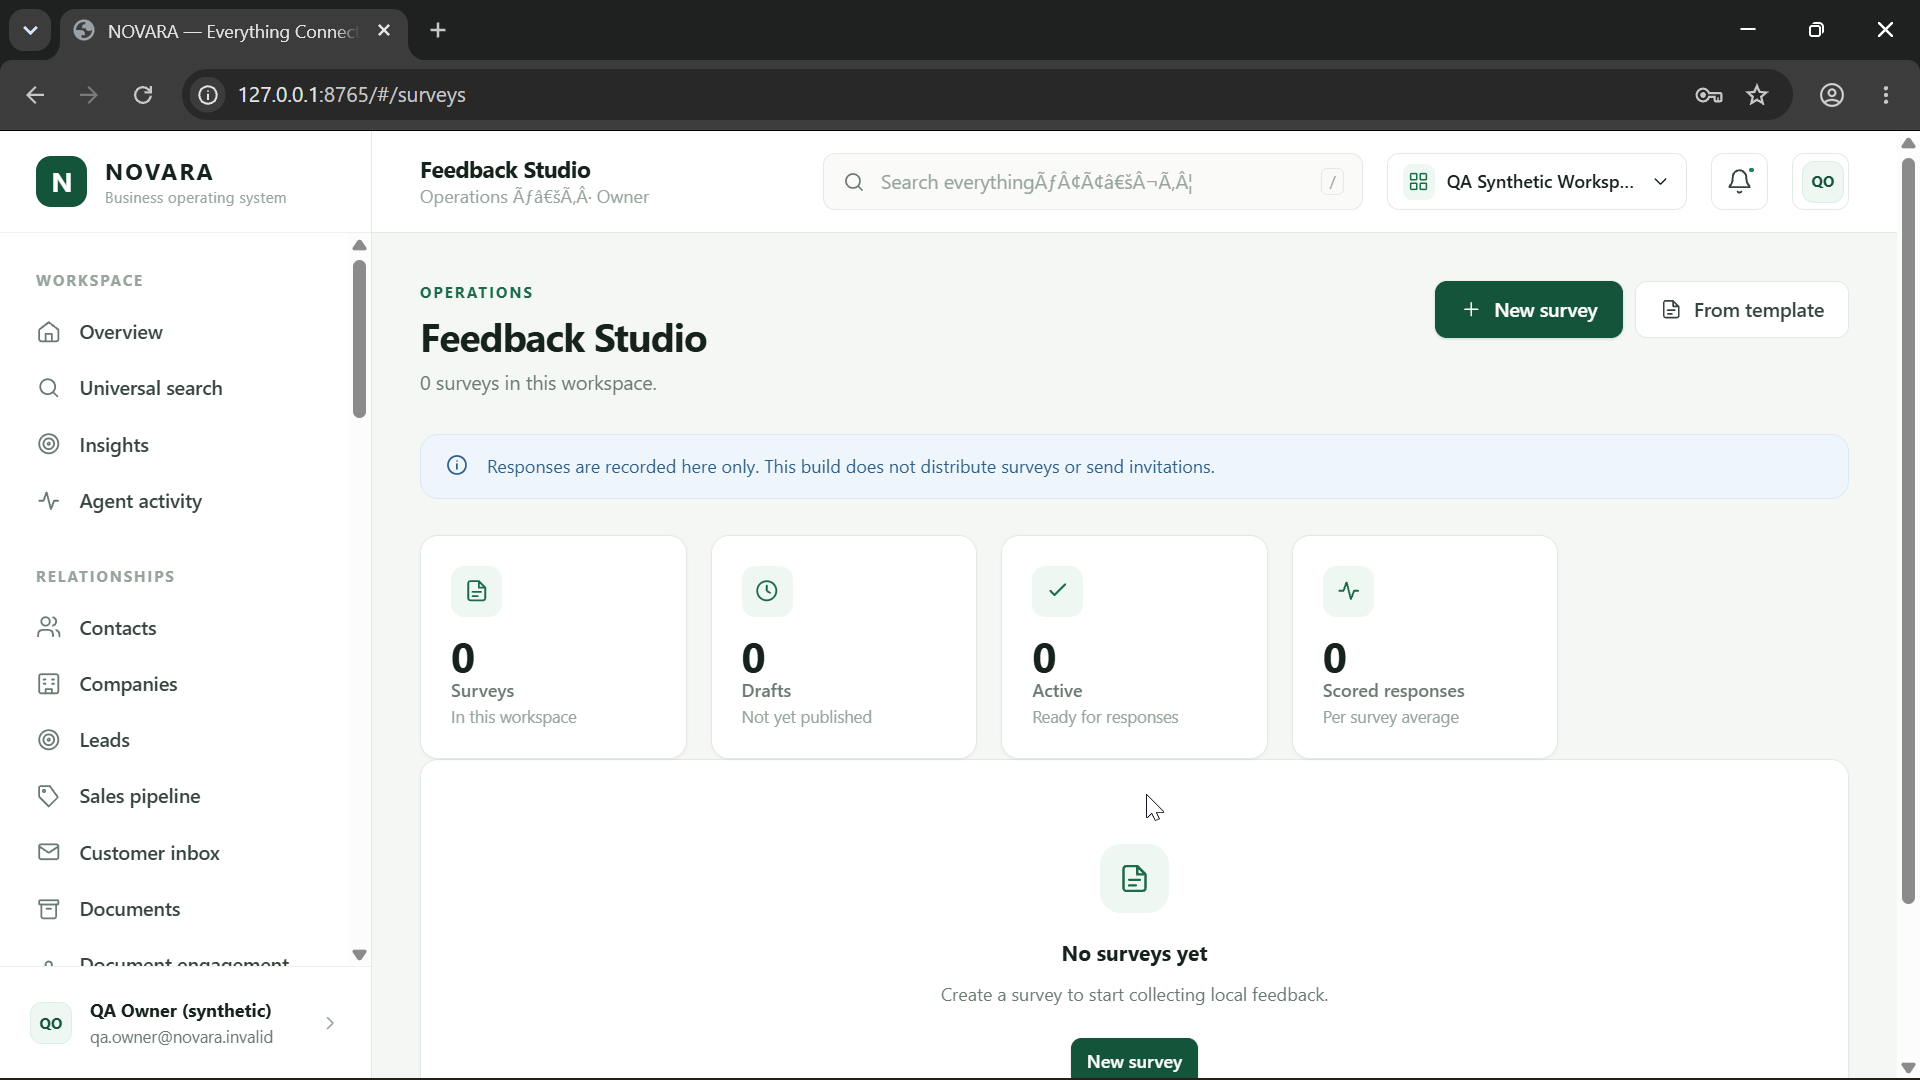 NOVARA — Everything Connec
127.0.0.1:8765/#/surveys
N
NOVARA
Business operating system
Feedback Studio
Operations Ãƒâ€šÃ‚Â· Owner
Search everythingÃƒÂ¢Ã¢â€šÂ¬Ã‚Â¦
/
QA Synthetic Worksp...
QO
WORKSPACE
Overview
Universal search
Insights
Agent activity
RELATIONSHIPS
Contacts
Companies
Leads
Sales pipeline
Customer inbox
Documents
Document engagement
QO
QA Owner (synthetic)
qa.owner@novara.invalid
OPERATIONS
Feedback Studio
0 surveys in this workspace.
New survey
From template
Responses are recorded here only. This build does not distribute surveys or send invitations.
0
Surveys
In this workspace
0
Drafts
Not yet published
0
Active
Ready for responses
0
Scored responses
Per survey average
No surveys yet
Create a survey to start collecting local feedback.
New survey